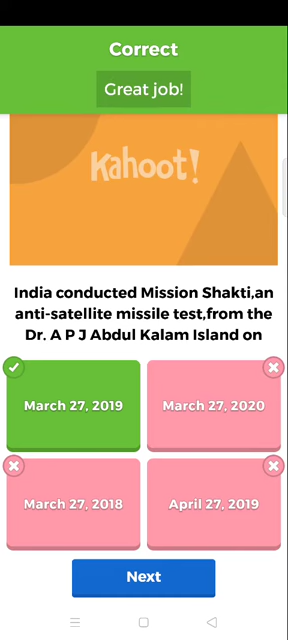 Correct
Great job!
Kahoot!
India conducted Mission Shakti,an
anti-satellite missile test,from the
Dr. A P J Abdul Kalam Island on
March 27, 2019
March 27, 2020
March 27, 2018
April 27, 2019
Next